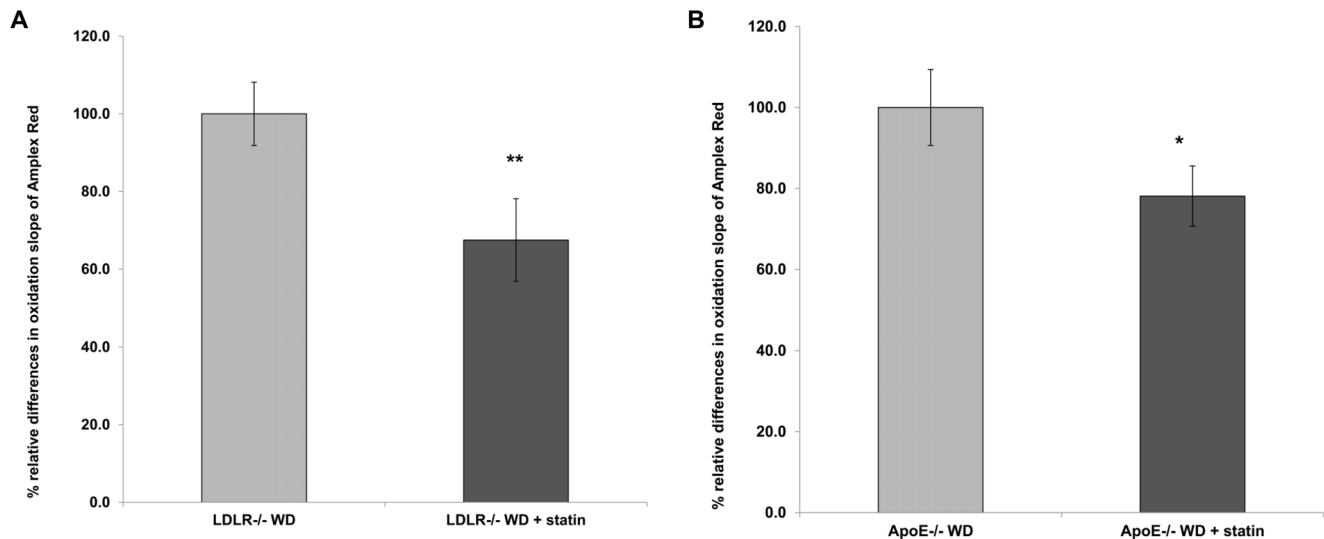 A
% relative differences in oxidation slope of Amplex Red
120.0
100.0
80.0
60.0
40.0
20.0
0.0
**
LDLR-/- WD
LDLR-/- WD + statin
B
% relative differences in oxidation slope of Amplex Red
120.0
100.0
80.0
60.0
40.0
20.0
0.0
*
ApoE-/- WD
ApoE-/- WD + statin